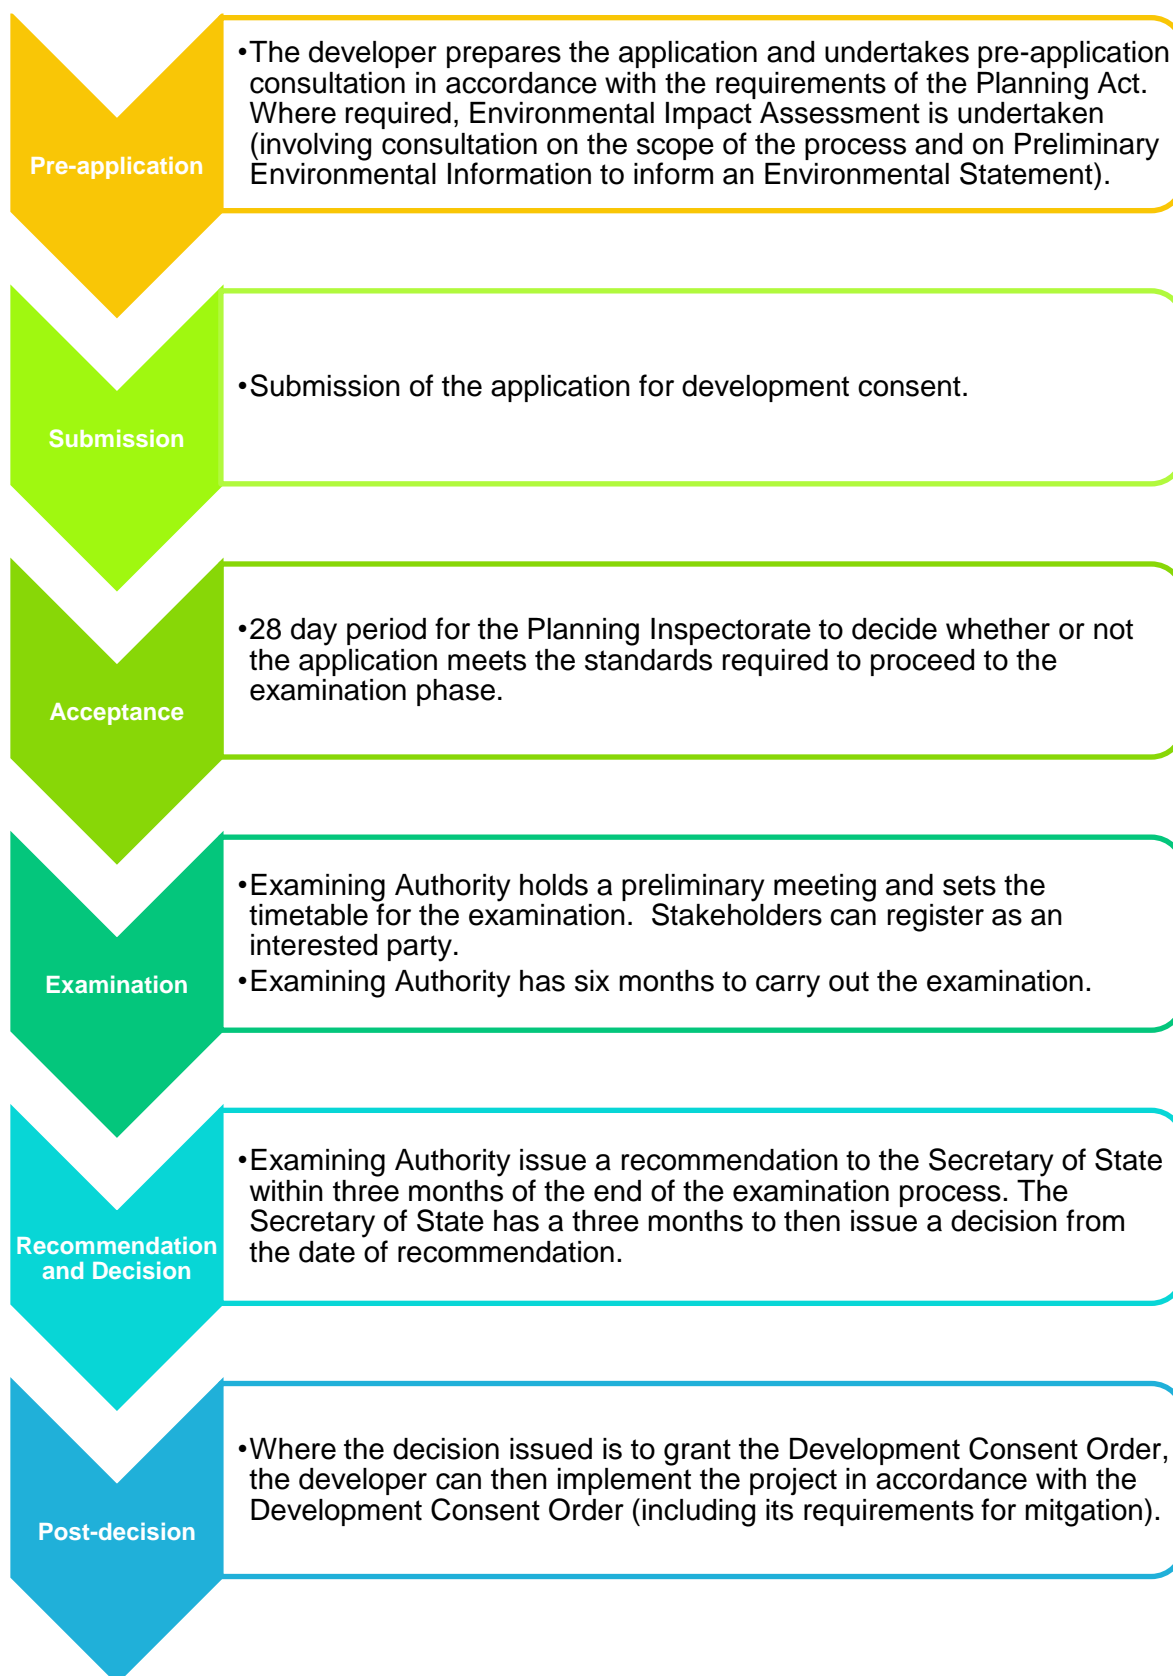 Pre-application
•The developer prepares the application and undertakes pre-application
consultation in accordance with the requirements of the Planning Act.
Where required, Environmental Impact Assessment is undertaken
(involving consultation on the scope of the process and on Preliminary
Environmental Information to inform an Environmental Statement).
Submission
•Submission of the application for development consent.
Acceptance
•28 day period for the Planning Inspectorate to decide whether or not
the application meets the standards required to proceed to the
examination phase.
Examination
•Examining Authority holds a preliminary meeting and sets the
timetable for the examination.  Stakeholders can register as an
interested party.
•Examining Authority has six months to carry out the examination.
Recommendation
and Decision
•Examining Authority issue a recommendation to the Secretary of State
within three months of the end of the examination process. The
Secretary of State has a three months to then issue a decision from
the date of recommendation.
Post-decision
•Where the decision issued is to grant the Development Consent Order,
the developer can then implement the project in accordance with the
Development Consent Order (including its requirements for mitgation).